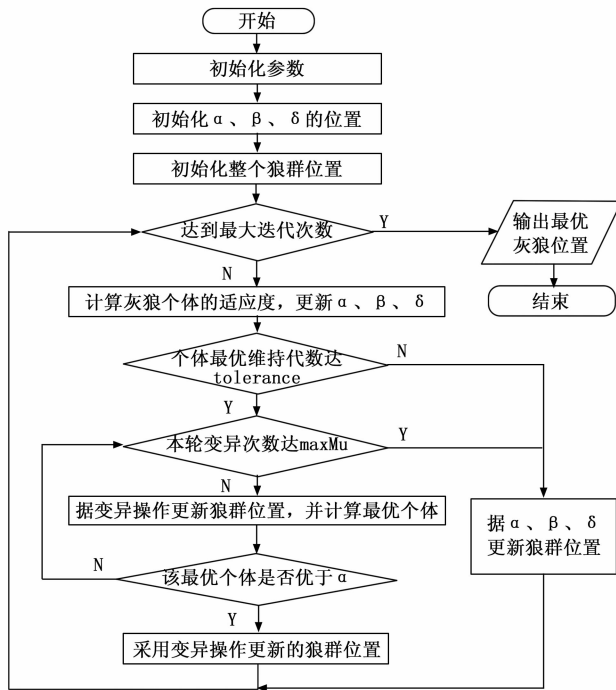 开始
初始化参数
初始化α、β、δ的位置
初始化整个狼群位置
达到最大迭代次数
Y
输出最优
灰狼位置
结束
N
计算灰狼个体的适应度,更新α、β、δ
个体最优维持代数达
tolerance
N
Y
本轮变异次数达maxMu
Y
N
据变异操作更新狼群位置,并计算最优个体
据α、β、δ
更新狼群位置
N
该最优个体是否优于α
Y
采用变异操作更新的狼群位置